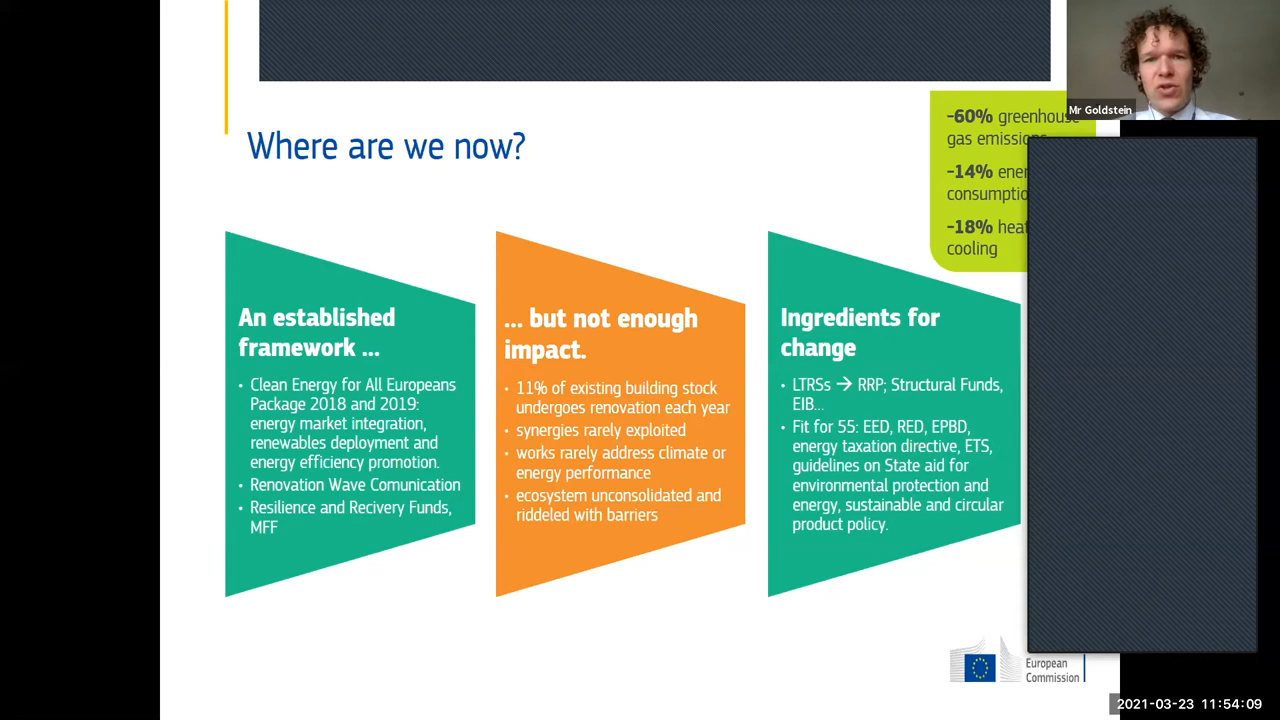 Mr Goldstein
-60% greenhouse
gas emissions
-14%
-18%
cooling
Where are we now?
An established
framework ...
• Clean Energy for All Europeans
Package 2018 and 2019:
energy market integration,
renewables deployment and
energy efficiency promotion.
• Renovation Wave Comunication
• Resilience and Recivery Funds,
MFF
... but not enough
impact.
• 11% of existing building stock
undergoes renovation each year
• synergies rarely exploited
• works rarely address climate or
energy performance
• ecosystem unconsolidated and
riddeled with barriers
Ingredients for
change
• LTRSs → RRP; Structural Funds,
EIB...
• Fit for 55: EED, RED, EPBD,
energy taxation directive, ETS,
guidelines on State aid for
environmental protection and
energy, sustainable and circular
product policy.
European
Commission
2021-03-23 11:54:09